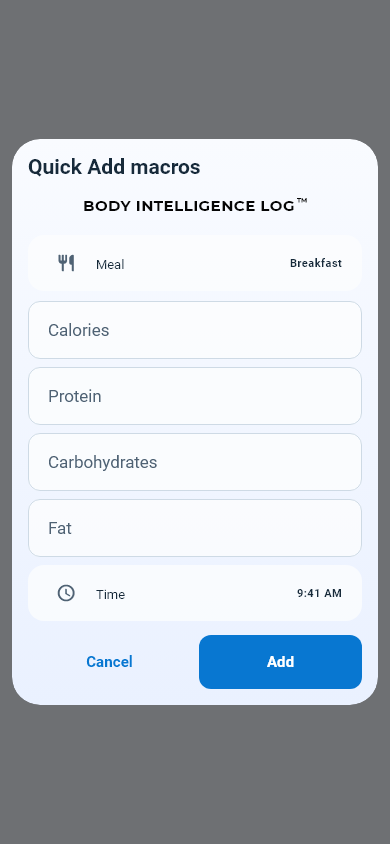 Quick Add macros
BODY INTELLIGENCE LOG™
Meal Breakfast
Calories
Protein
Carbohydrates
Fat
Time 9:41 AM
Cancel Add